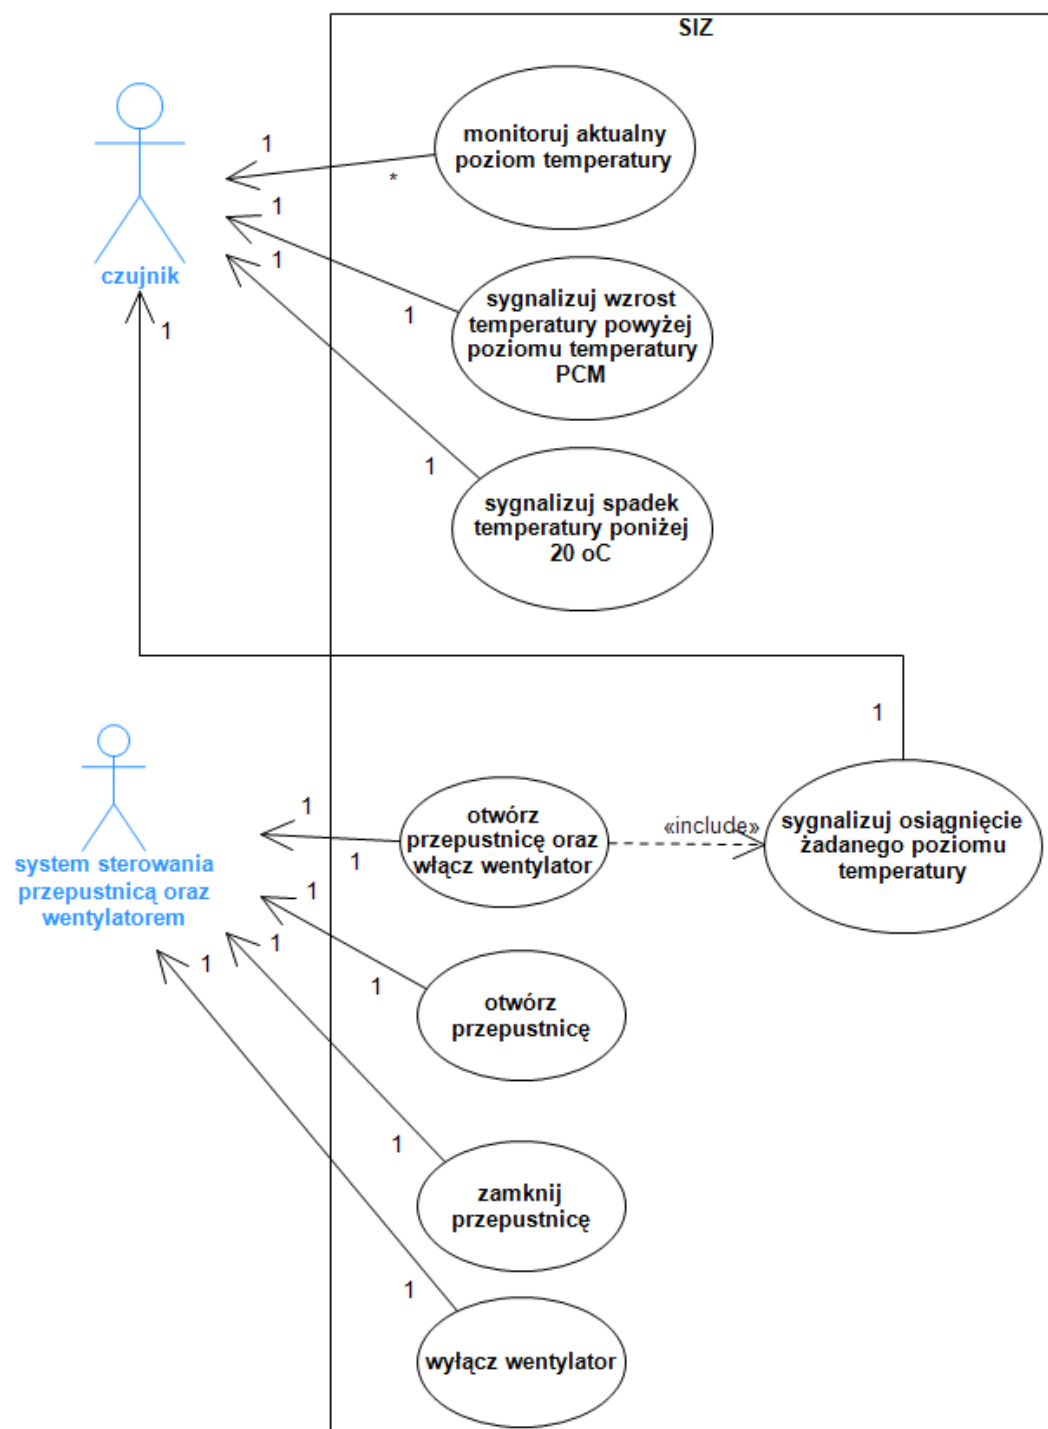 SIZ
monitoruj aktualny
poziom temperatury
1
*
1
czujnik
1
1
sygnalizuj wzrost
temperatury powyżej
poziomu temperatury
PCM
1
1
sygnalizuj spadek
temperatury poniżej
20 oC
1
1
system sterowania
przepustnicą oraz
wentylatorem
1
1
otwórz
przepustnicę oraz
włącz wentylator
«include»
sygnalizuj osiągnięcie
żadanego poziomu
temperatury
1
1
otwórz
przepustnicę
1
1
zamknij
przepustnicę
1
1
wyłącz wentylator